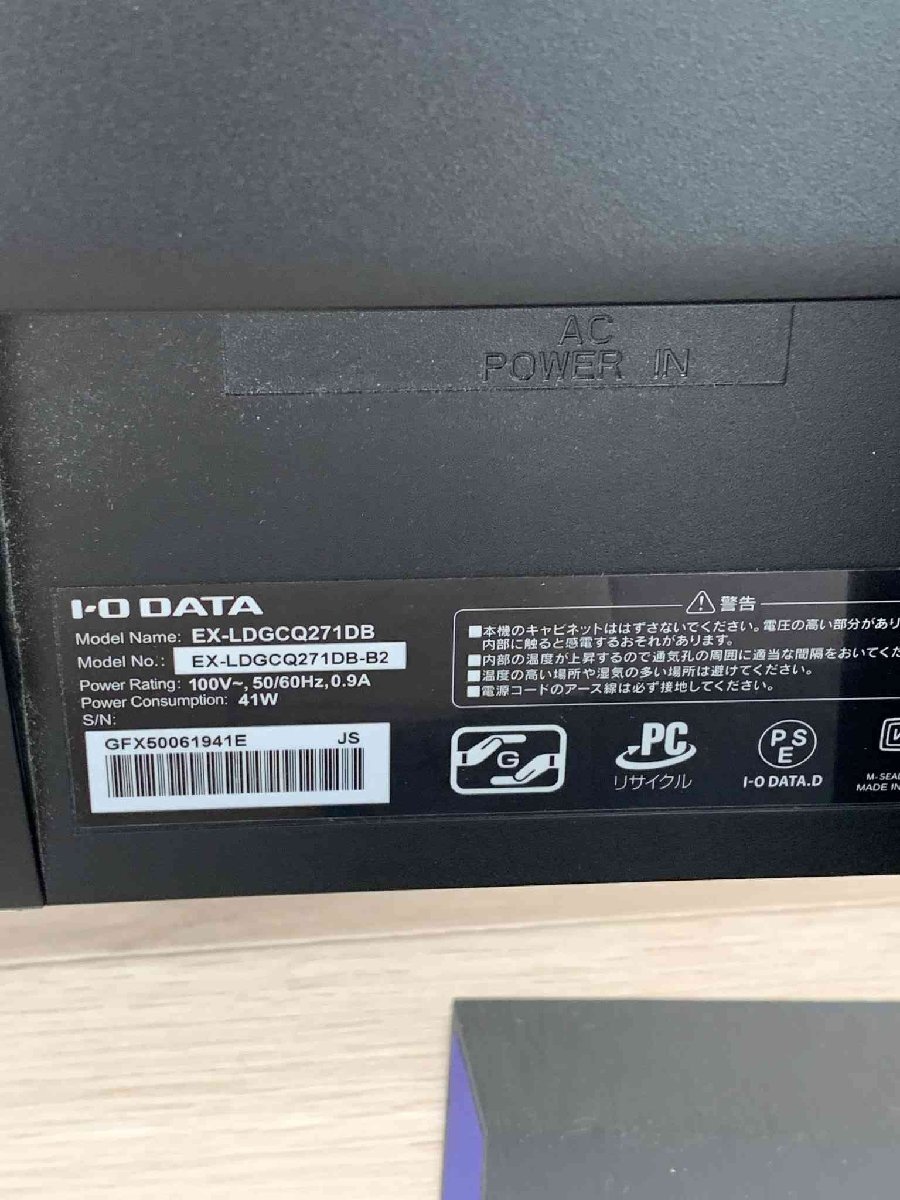 AC
POWER IN
I-O DATA
Model Name: EX-LDGCQ271DB
Model No.: EX-LDGCQ271DB-B2
Power Rating: 100V~, 50/60Hz, 0.9A
Power Consumption: 41W
S/N:
GFX50061941E JS
警告
■本機のキャビネットははずさないでください。電圧の高い部分があり
内部に触ると感電するおそれがあります。
■内部の温度が上昇するので通気孔の周囲に適当な間隔をおいてくだ
■温度の高い場所や湿気の多い場所は避けてください。
■電源コードのアース線は必ず接地してください。
G
PC
リサイクル
PSE
I-O DATA.D
MADE IN